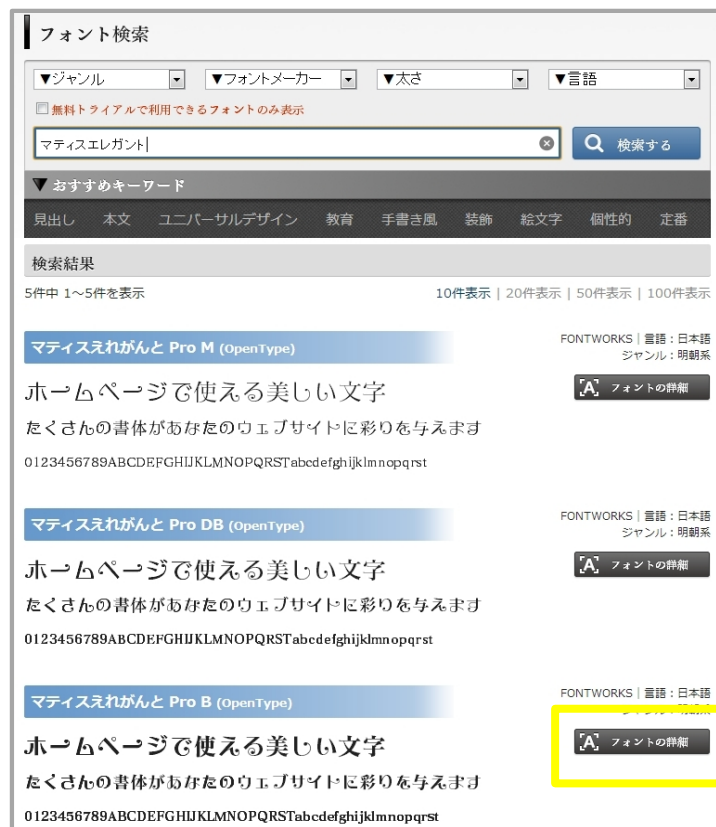 フォント検索
▼ジャンル ▼フォントメーカー ▼太さ ▼言語
無料トライアルで利用できるフォントのみ表示
マティスエレガント 検索する
▼おすすめキーワード
見出し 本文 ユニバーサルデザイン 教育 手書き風 装飾 絵文字 個性的 定番
検索結果
5件中 1～5件を表示 10件表示 | 20件表示 | 50件表示 | 100件表示
マティスえれがんと Pro M (OpenType) FONTWORKS | 言語：日本語
ジャンル：明朝系
ホームページで使える美しい文字 [A] フォントの詳細
たくさんの書体があなたのウェブサイトに彩りを与えます
0123456789ABCDEFGHIJKLMNOPQRSTabcdefghijklmnopqrst
マティスえれがんと Pro DB (OpenType) FONTWORKS | 言語：日本語
ジャンル：明朝系
ホームページで使える美しい文字 [A] フォントの詳細
たくさんの書体があなたのウェブサイトに彩りを与えます
0123456789ABCDEFGHIJKLMNOPQRSTabcdefghijklmnopqrst
マティスえれがんと Pro B (OpenType) FONTWORKS | 言語：日本語
ホームページで使える美しい文字 [A] フォントの詳細
たくさんの書体があなたのウェブサイトに彩りを与えます
0123456789ABCDEFGHIJKLMNOPQRSTabcdefghijklmnopqrst